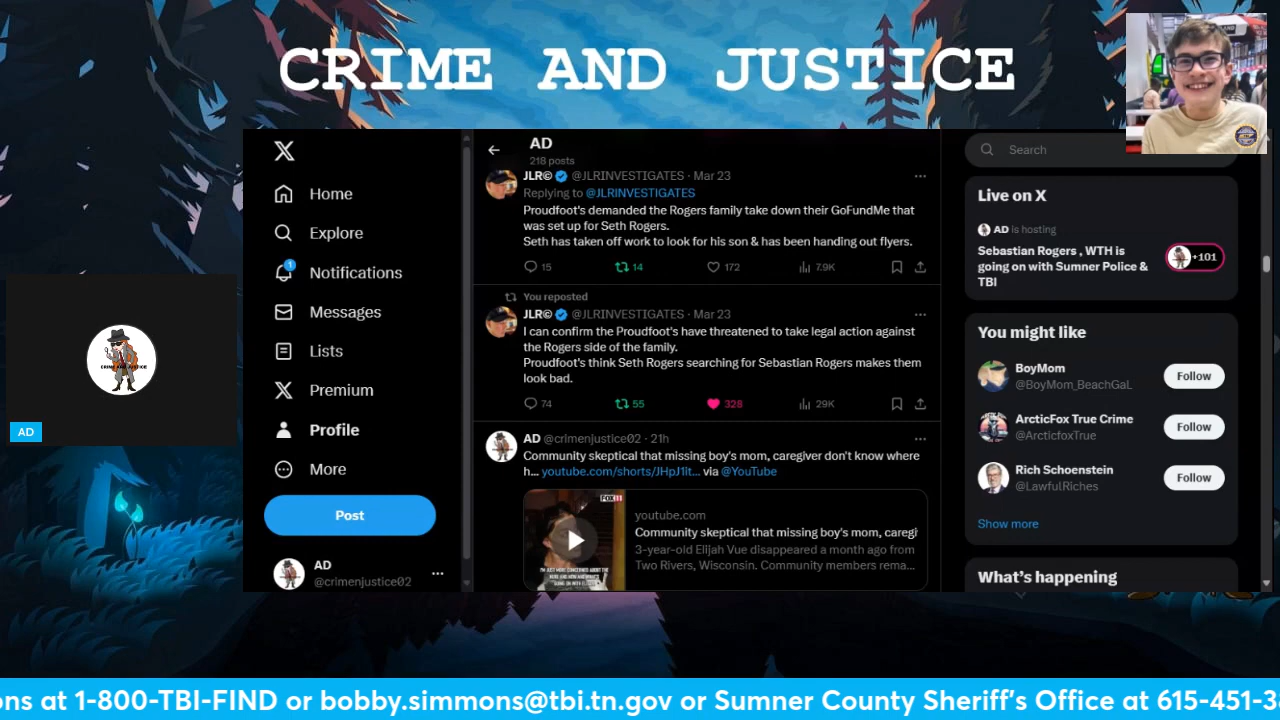 CRIME AND JUSTICE
AD
CRIME AND JUSTICE
Home
Explore
1
Notifications
Messages
Lists
Premium
Profile
More
Post
AD
@crimenjustice02
AD
218 posts
JLR© @JLRINVESTIGATES · Mar 23
Replying to @JLRINVESTIGATES
Proudfoot's demanded the Rogers family take down their GoFundMe that
was set up for Seth Rogers.
Seth has taken off work to look for his son & has been handing out flyers.
15 14 172 7.9K
You reposted
JLR© @JLRINVESTIGATES · Mar 23
I can confirm the Proudfoot's have threatened to take legal action against
the Rogers side of the family.
Proudfoot's think Seth Rogers searching for Sebastian Rogers makes them
look bad.
74 55 328 29K
AD @crimenjustice02 · 21h
Community skeptical that missing boy's mom, caregiver don't know where
h... youtube.com/shorts/JHpJ1it... via @YouTube
FOX11
youtube.com
Community skeptical that missing boy's mom, caregi
3-year-old Elijah Vue disappeared a month ago from
Two Rivers, Wisconsin. Community members rema...
Search
Live on X
AD is hosting
Sebastian Rogers , WTH is
going on with Sumner Police &
TBI
+101
You might like
BoyMom
@BoyMom_BeachGaL
Follow
ArcticFox True Crime
@ArcticfoxTrue
Follow
Rich Schoenstein
@LawfulRiches
Follow
Show more
What's happening
ons at 1-800-TBI-FIND or bobby.simmons@tbi.tn.gov or Sumner County Sheriff's Office at 615-451-3